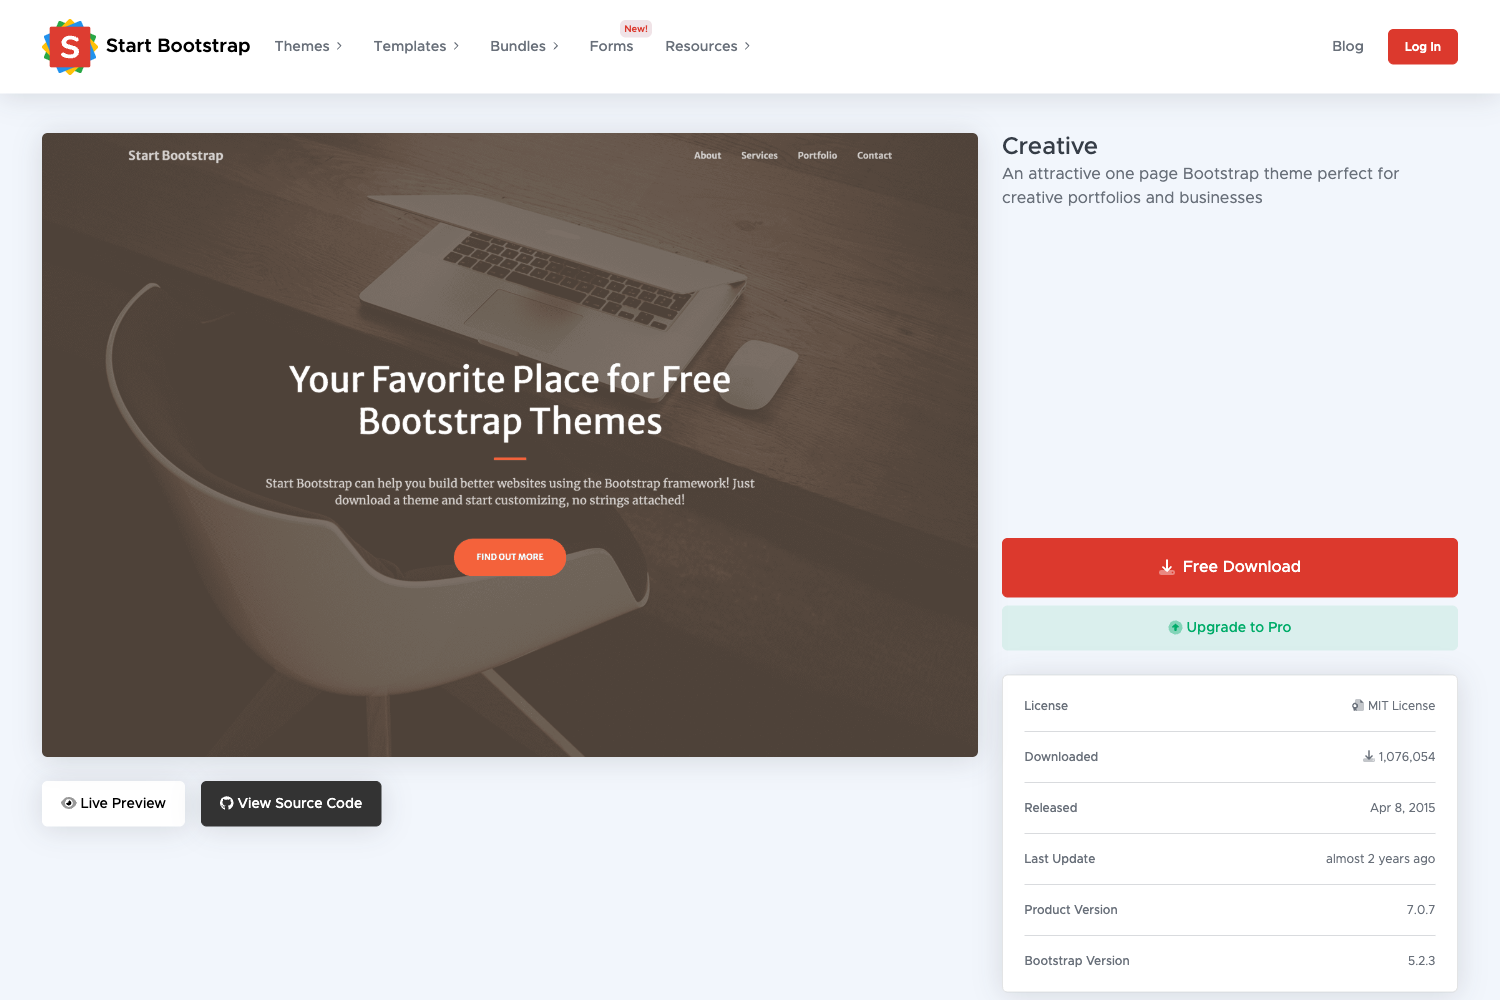 Start Bootstrap
Themes
Templates
Bundles
Forms
New!
Resources
Blog
Log In
Start Bootstrap
About
Services
Portfolio
Contact
Your Favorite Place for Free
Bootstrap Themes
Start Bootstrap can help you build better websites using the Bootstrap framework! Just
download a theme and start customizing, no strings attached!
FIND OUT MORE
Live Preview
View Source Code
Creative
An attractive one page Bootstrap theme perfect for
creative portfolios and businesses
Free Download
Upgrade to Pro
License MIT License
Downloaded 1,076,054
Released Apr 8, 2015
Last Update almost 2 years ago
Product Version 7.0.7
Bootstrap Version 5.2.3